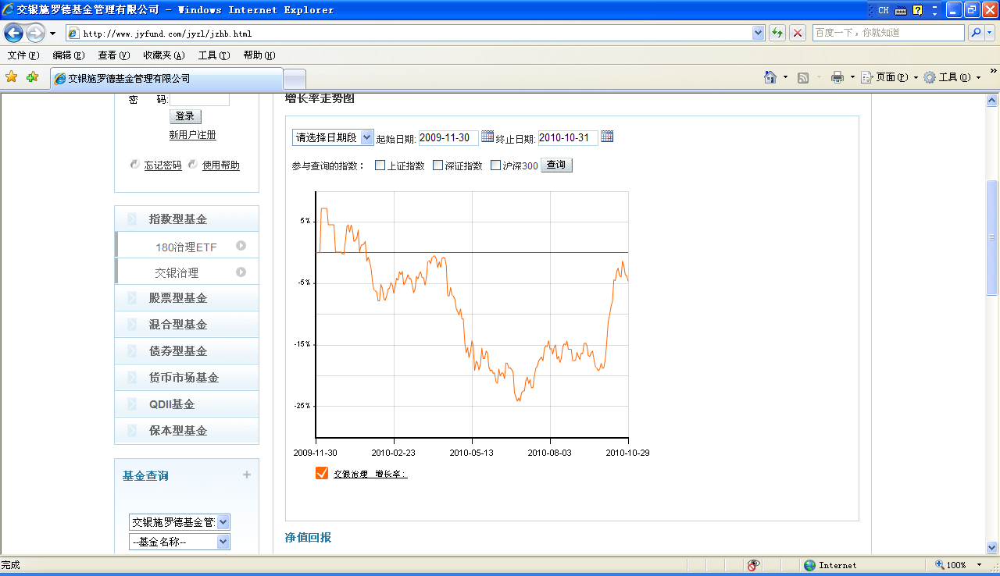 交银施罗德基金管理有限公司 - Windows Internet Explorer
CH
http://www.jyfund.com/jyzl/jzhb.html
百度一下，你就知道
文件(F) 编辑(E) 查看(V) 收藏夹(A) 工具(T) 帮助(H)
交银施罗德基金管理有限公司
页面(P) 工具(O)
密 码:
登录
新用户注册
忘记密码 使用帮助
指数型基金
180治理ETF
交银治理
股票型基金
混合型基金
债券型基金
货币市场基金
QDII基金
保本型基金
基金查询
交银施罗德基金管
--基金名称--
增长率走势图
请选择日期段 起始日期: 2009-11-30 终止日期: 2010-10-31
参与查询的指数： 上证指数 深证指数 沪深300 查询
5%
-5%
-15%
-25%
2009-11-30 2010-02-23 2010-05-13 2010-08-03 2010-10-29
交银治理 增长率:
净值回报
完成
Internet
100%